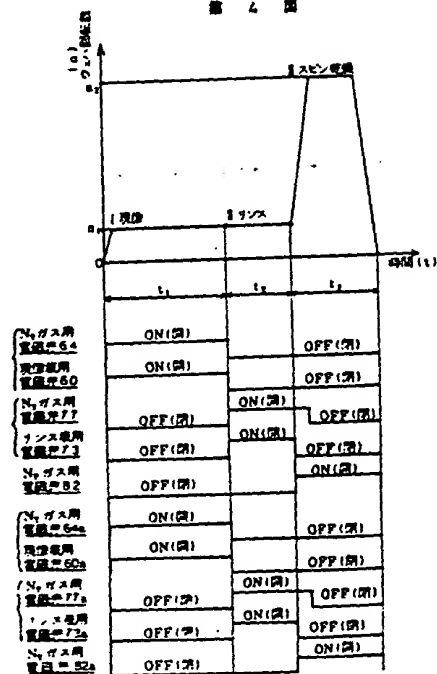 第 4 図
(n)
ウェハ回転数
n₂
Ⅲ スピン乾燥
n₁
Ⅰ 現像
Ⅱ リンス
0
時間(t)
t₁
t₂
t₃
N₂ガス用
電磁弁64
ON(開)
OFF(閉)
現像液用
電磁弁60
ON(開)
OFF(閉)
N₂ガス用
電磁弁77
OFF(閉)
ON(開)
OFF(閉)
リンス液用
電磁弁73
OFF(閉)
ON(開)
OFF(閉)
N₂ガス用
電磁弁82
OFF(閉)
ON(開)
N₂ガス用
電磁弁64a
ON(開)
OFF(閉)
現像液用
電磁弁60a
ON(開)
OFF(閉)
N₂ガス用
電磁弁77a
OFF(閉)
ON(開)
OFF(閉)
リンス液用
電磁弁73a
OFF(閉)
ON(開)
OFF(閉)
N₂ガス用
電磁弁82a
OFF(閉)
ON(開)